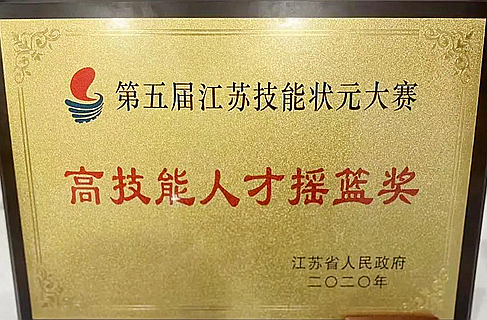 第五届江苏技能状元大赛
高技能人才摇篮奖
江苏省人民政府
二〇二〇年